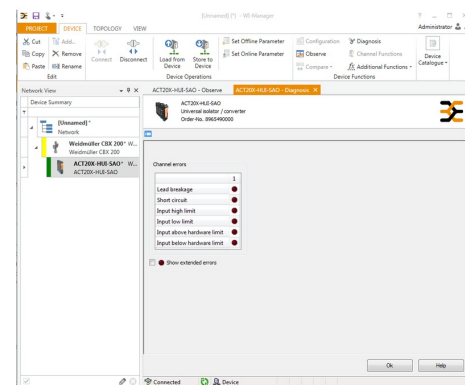 [Unnamed] (*) - WI-Manager
PROJECT DEVICE TOPOLOGY VIEW
Administrator
Cut Add...
Copy Remove
Paste Rename
Edit
Connect Disconnect
Load from Device
Store to Device
Set Offline Parameter
Set Online Parameter
Device Operations
Configuration Diagnosis
Observe Channel Functions
Compare Additional Functions
Device Functions
Device Catalogue
Network View
Device Summary
[Unnamed]*
Network
Weidmüller CBX 200* W...
Weidmüller CBX 200
ACT20X-HUI-SAO* W...
ACT20X-HUI-SAO
ACT20X-HUI-SAO - Observe ACT20X-HUI-SAO - Diagnosis
ACT20X-HUI-SAO
Universal isolator / converter
Order-No. 8965490000
Channel errors
1
Lead breakage
Short circuit
Input high limit
Input low limit
Input above hardware limit
Input below hardware limit
Show extended errors
Ok Help
Connected Device